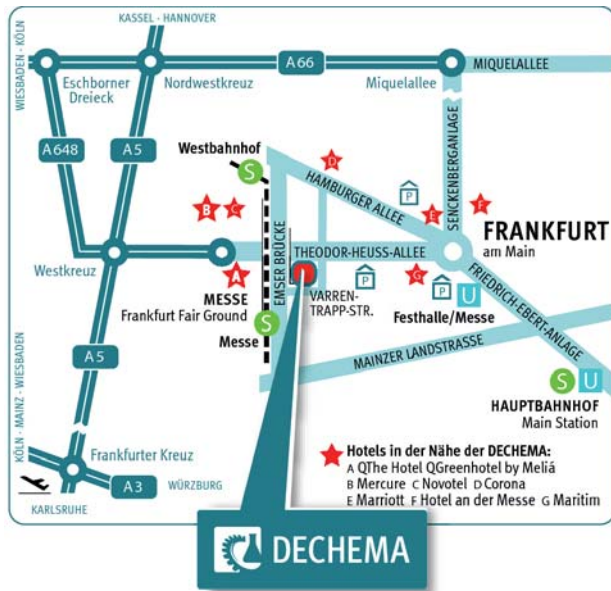 KASSEL - HANNOVER
WIESBADEN - KÖLN
A66
MIQUELALLEE
Eschborner
Dreieck
Nordwestkreuz
Miquelallee
A648
A5
Westbahnhof
S
D
HAMBURGER ALLEE
P
SENCKENBERGANLAGE
B
C
E
F
FRANKFURT
am Main
EMSER BRÜCKE
THEODOR-HEUSS-ALLEE
Westkreuz
A
P
G
P
U
FRIEDRICH-EBERT-ANLAGE
MESSE
Frankfurt Fair Ground
VARREN-
TRAPP-STR.
Festhalle/Messe
S
Messe
MAINZER LANDSTRASSE
A5
S
U
HAUPTBAHNHOF
Main Station
KÖLN - MAINZ - WIESBADEN
Frankfurter Kreuz
A3
WÜRZBURG
KARLSRUHE
Hotels in der Nähe der DECHEMA:
A QThe Hotel QGreenhotel by Meliá
B Mercure C Novotel D Corona
E Marriott F Hotel an der Messe G Maritim
DECHEMA